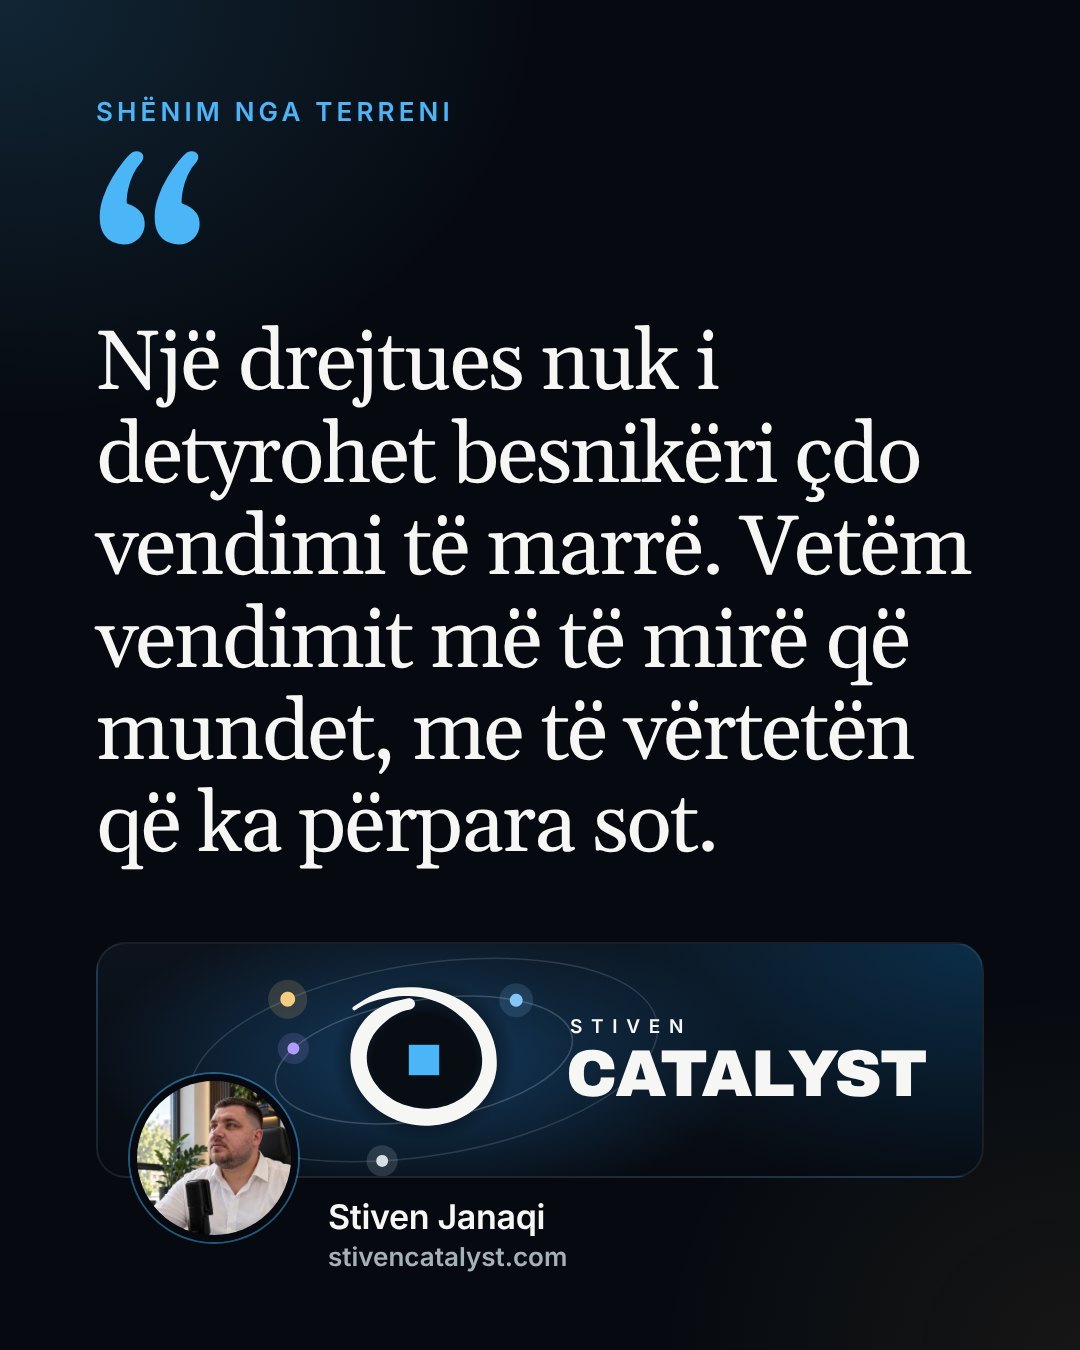 SHËNIM NGA TERRENI
“
Një drejtues nuk i
detyrohet besnikëri çdo
vendimi të marrë. Vetëm
vendimit më të mirë që
mundet, me të vërtetën
që ka përpara sot.
STIVEN
CATALYST
Stiven Janaqi
stivencatalyst.com